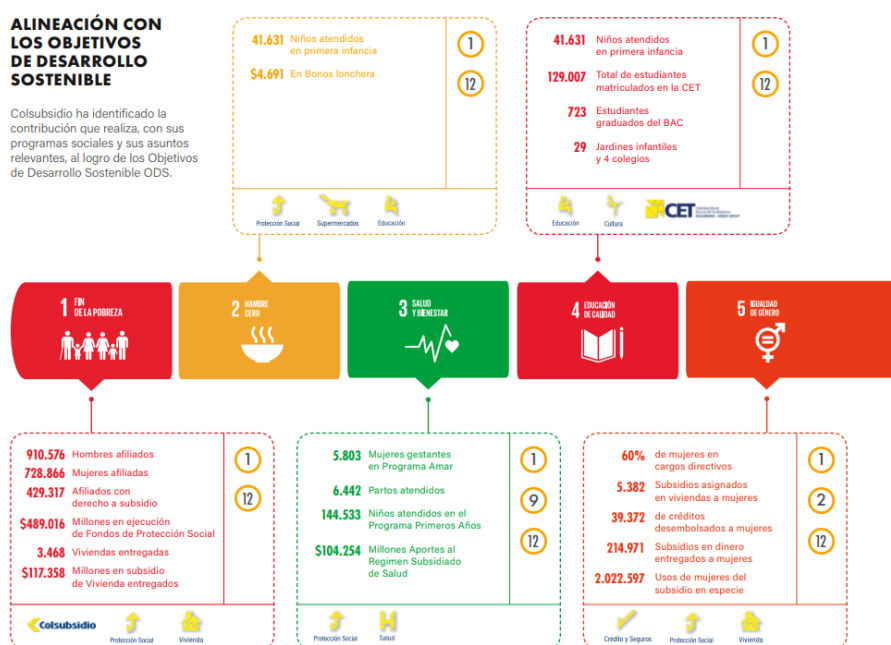 ALINEACIÓN CON
LOS OBJETIVOS
DE DESARROLLO
SOSTENIBLE
Colsubsidio ha identificado la
contribución que realiza, con sus
programas sociales y sus asuntos
relevantes, al logro de los Objetivos
de Desarrollo Sostenible ODS.
41.631 Niños atendidos
en primera infancia
$4.691 En Bonos lonchera
1
12
Protección Social
Supermercados
Educación
41.631 Niños atendidos
en primera infancia
129.007 Total de estudiantes
matriculados en la CET
723 Estudiantes
graduados del BAC
29 Jardines infantiles
y 4 colegios
1
12
Educación
Cultura
CET
1 FIN
DE LA POBREZA
2 HAMBRE
CERO
3 SALUD
Y BIENESTAR
4 EDUCACIÓN
DE CALIDAD
5 IGUALDAD
DE GÉNERO
910.576 Hombres afiliados
728.866 Mujeres afiliadas
429.317 Afiliados con
derecho a subsidio
$489.016 Millones en ejecución
de Fondos de Protección Social
3.468 Viviendas entregadas
$117.358 Millones en subsidio
de Vivienda entregados
1
12
Colsubsidio
Protección Social
Vivienda
5.803 Mujeres gestantes
en Programa Amar
6.442 Partos atendidos
144.533 Niños atendidos en el
Programa Primeros Años
$104.254 Millones Aportes al
Regimen Subsidiado
de Salud
1
9
12
Protección Social
Salud
60% de mujeres en
cargos directivos
5.382 Subsidios asignados
en viviendas a mujeres
39.372 de créditos
desembolsados a mujeres
214.971 Subsidios en dinero
entregados a mujeres
2.022.597 Usos de mujeres del
subsidio en especie
1
2
12
Crédito y Seguros
Protección Social
Vivienda